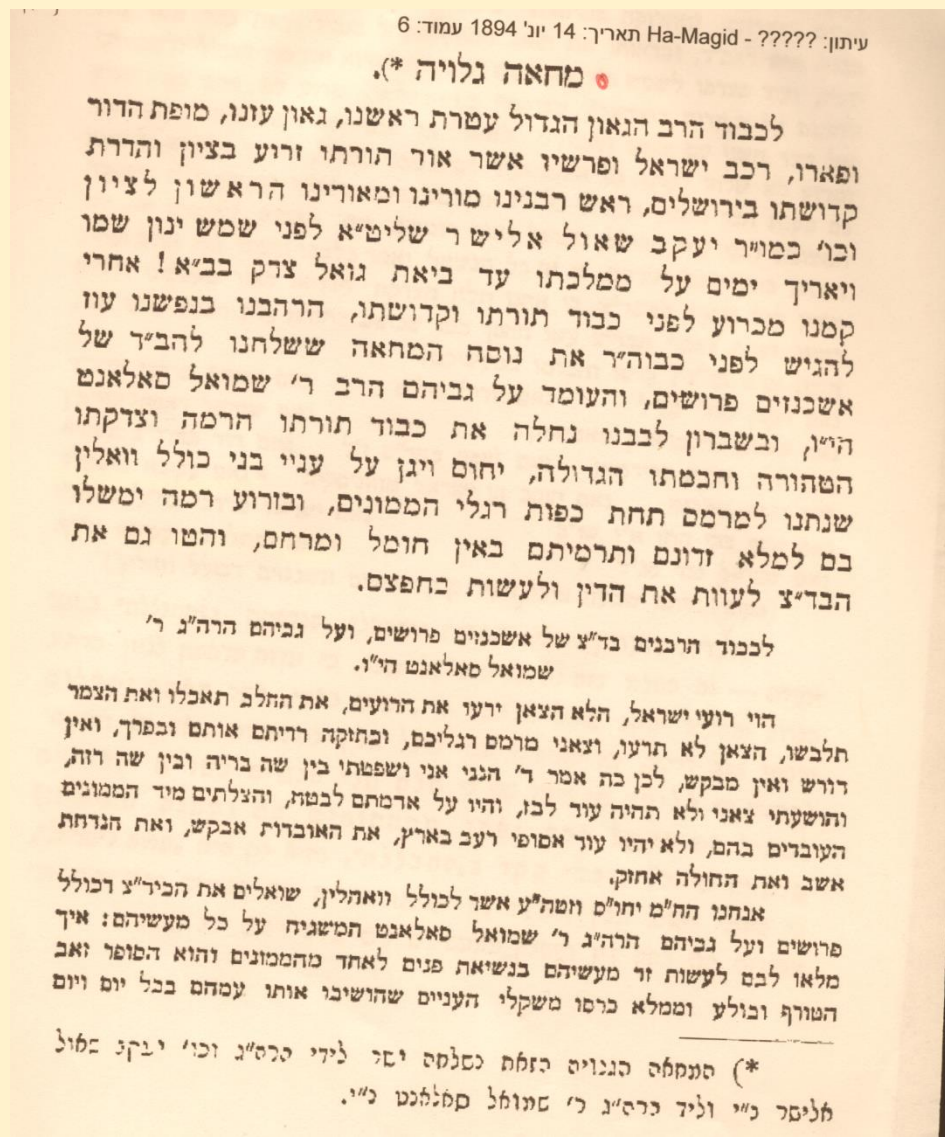 עיתון: ????? - Ha-Magid תאריך: 14 יונ' 1894 עמוד: 6
מחאה גלויה *).
לכבוד הרב הגאון הגדול עטרת ראשנו, גאון עזנו, מופת הדור
ופארו, רכב ישראל ופרשיו אשר אור תורתו זרוע בציון והדרת
קדושתו בירושלים, ראש רבנינו מורינו ומאורינו הראשון לציון
וכו' כמו״ר יעקב שאול אלישר שליט״א לפני שמש ינון שמו
ויאריך ימים על ממלכתו עד ביאת גואל צדק בב״א! אחרי
קמנו מכרוע לפני כבוד תורתו וקדושתו, הרהבנו בנפשנו עוז
להגיש לפני כבוה״ר את נוסח המחאה ששלחנו להב״ד של
אשכנזים פרושים, והעומד על גביהם הרב ר' שמואל סאלאנט
הי״ו, ובשברון לבבנו נחלה את כבוד תורתו הרמה וצדקתו
הטהורה וחכמתו הגדולה, יחוס ויגן על עניי בני כולל וואלין
שנתנו למרמס תחת כפות רגלי הממונים, ובזרוע רמה ימשלו
בם למלא זדונם ותרמיתם באין חומל ומרחם, והטו גם את
הבד״צ לעוות את הדין ולעשות כחפצם.
לכבוד הרבנים בד״צ של אשכנזים פרושים, ועל גביהם הרה״ג ר'
שמואל סאלאנט הי״ו.
הוי רועי ישראל, הלא הצאן ירעו את הרועים, את החלב תאכלו ואת הצמר
תלבשו, הצאן לא תרעו, וצאני מרמס רגליכם, ובחזקה רדיתם אותם ובפרך, ואין
דורש ואין מבקש, לכן כה אמר ד' הנני אני ושפטתי בין שה בריה ובין שה רזה,
והושעתי צאני ולא תהיה עוד לבז, והיו על אדמתם לבטח, והצלתים מיד הממונים
העובדים בהם, ולא יהיו עוד אסופי רעב בארץ, את האובדות אבקש, ואת הנדחת
אשב ואת החולה אחזק.
אנחנו הח״מ יחו״ס ומטה״ע אשר לכולל וואהלין, שואלים את הביד״צ דכולל
פרושים ועל גביהם הרה״ג ר' שמואל סאלאנט המשגיח על כל מעשיהם: איך
מלאו לבם לעשות זר מעשיהם בנשיאת פנים לאחד מהממונים והוא הסופר זאב
הטורף ובולע וממלא כרסו משקלי העניים שהושיבו אותו עמהם בכל יום ויום
*) המחאה הגלויה הזאת נשלחה ישר לידי הרה״ג וכו' יעקב שאול
אלישר נ״י וליד הרה״ג ר' שמואל סאלאנט נ״י.